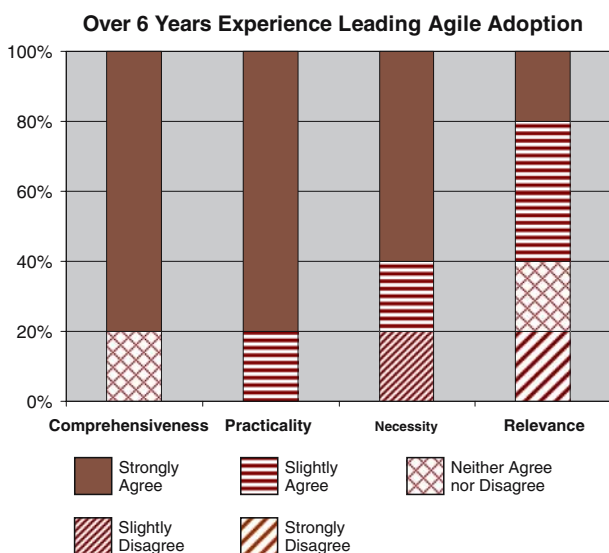 Over 6 Years Experience Leading Agile Adoption
100%
80%
60%
40%
20%
0%
Comprehensiveness Practicality Necessity Relevance
Strongly Agree
Slightly Agree
Neither Agree nor Disagree
Slightly Disagree
Strongly Disagree